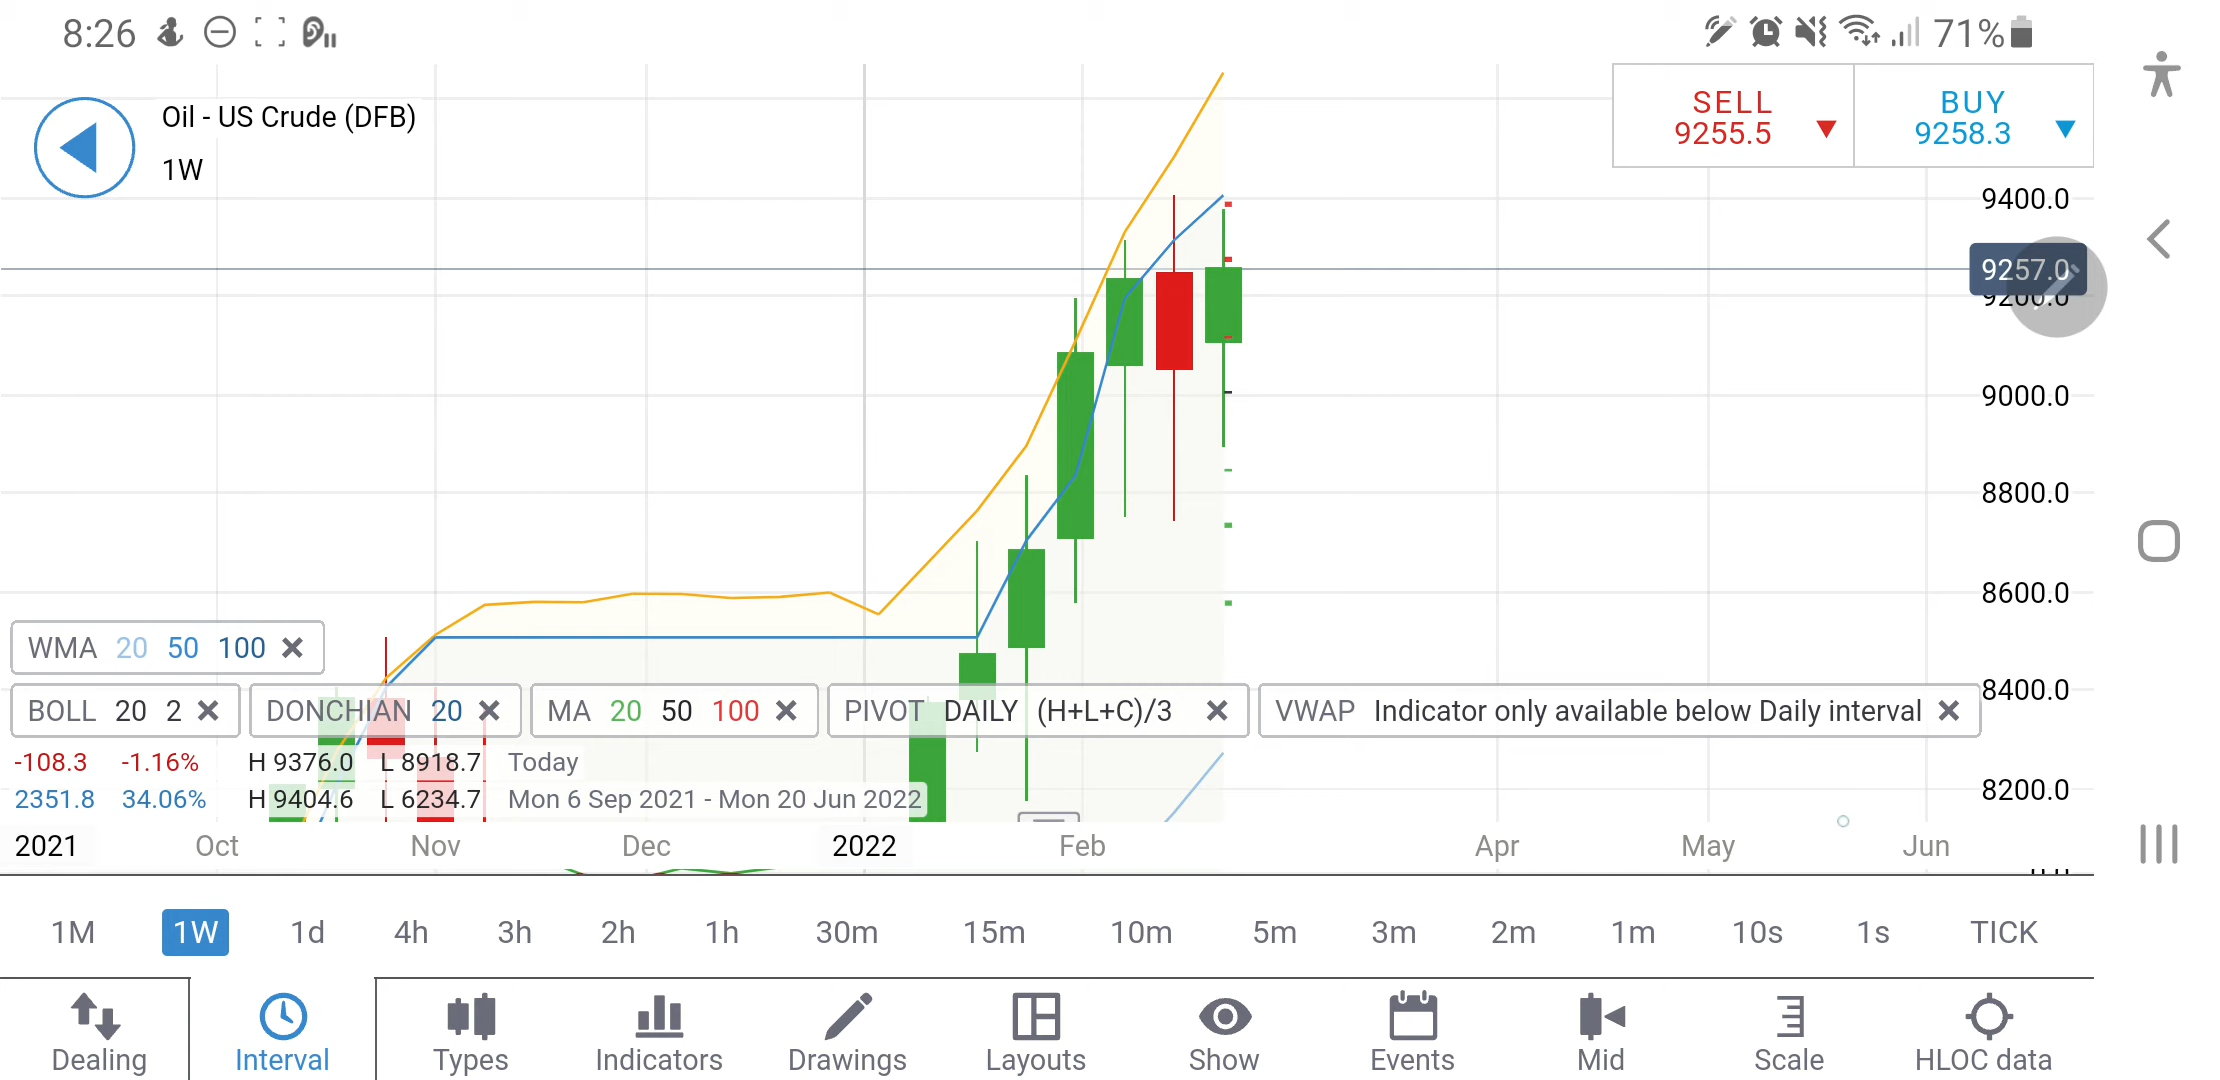 8:26
71%
Oil - US Crude (DFB)
1W
SELL
9255.5
BUY
9258.3
9400.0
9257.0
9200.0
9000.0
8800.0
8600.0
8400.0
8200.0
WMA 20 50 100
BOLL 20 2
DONCHIAN 20
MA 20 50 100
PIVOT DAILY (H+L+C)/3
VWAP Indicator only available below Daily interval
-108.3 -1.16% H 9376.0 L 8918.7 Today
2351.8 34.06% H 9404.6 L 6234.7 Mon 6 Sep 2021 - Mon 20 Jun 2022
2021 Oct Nov Dec 2022 Feb Apr May Jun
1M 1W 1d 4h 3h 2h 1h 30m 15m 10m 5m 3m 2m 1m 10s 1s TICK
Dealing Interval Types Indicators Drawings Layouts Show Events Mid Scale HLOC data